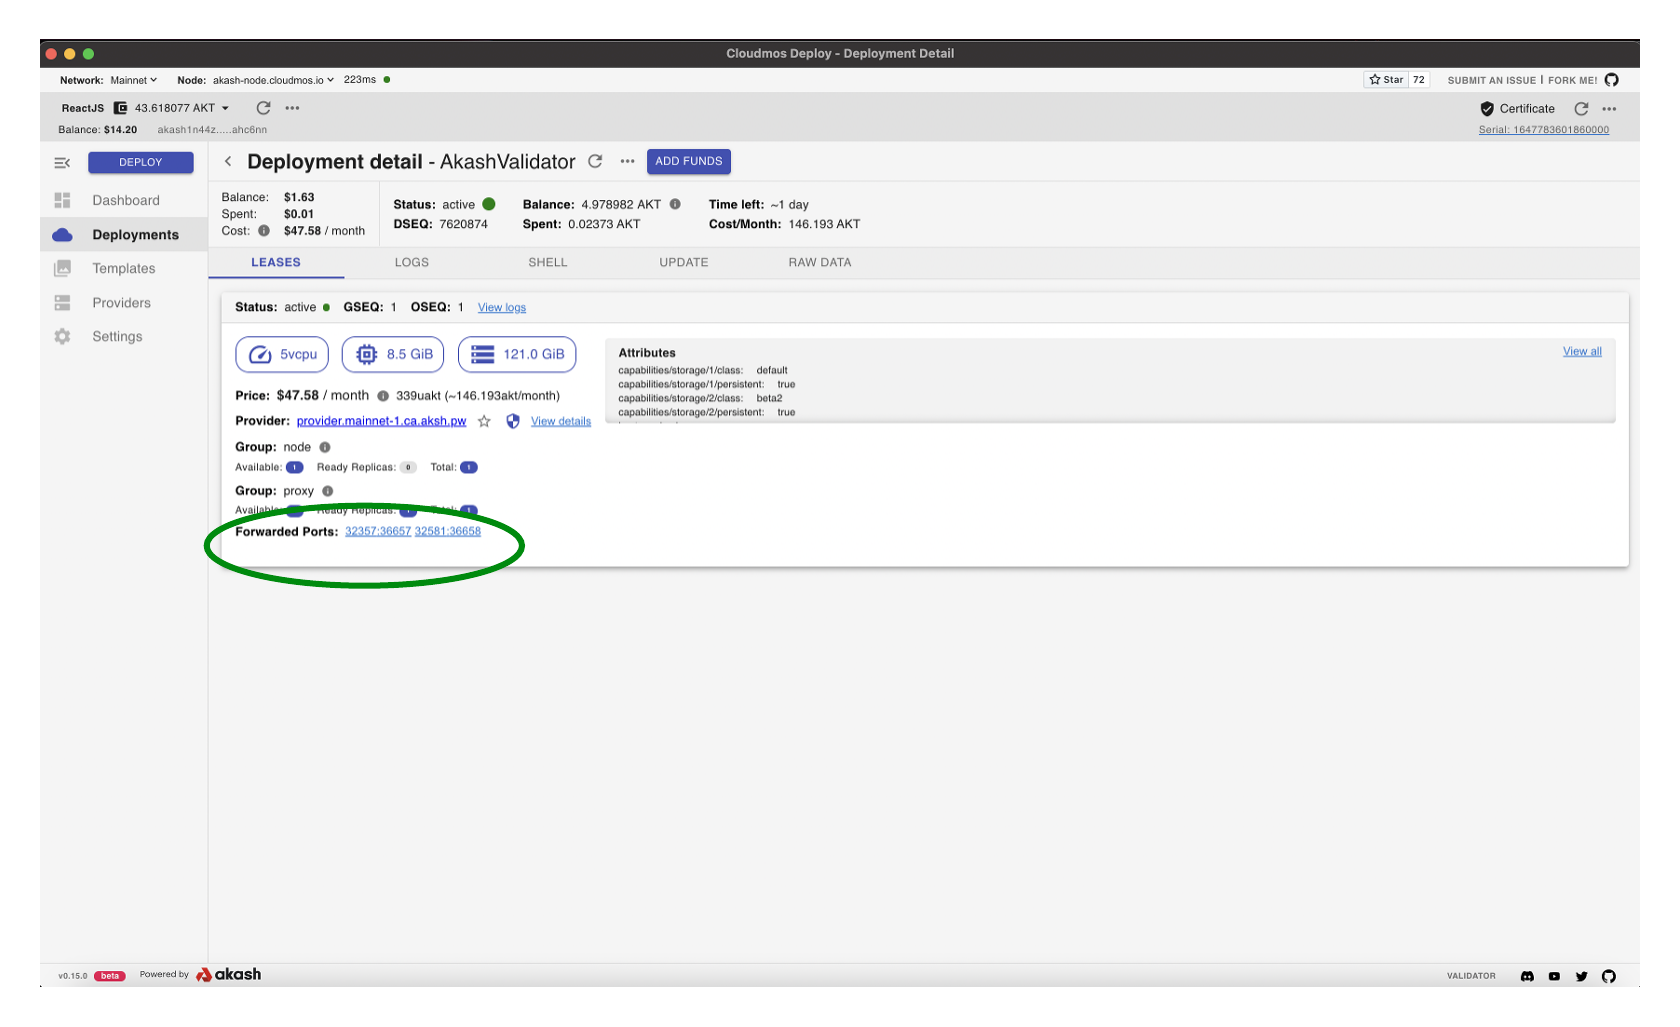 Cloudmos Deploy - Deployment Detail
Network: Mainnet Node: akash-node.cloudmos.io 223ms
Star 72 SUBMIT AN ISSUE | FORK ME!
ReactJS 43.618077 AKT
Certificate
Balance: $14.20 akash1n44z.....ahc6nn
Serial: 1647783601860000
DEPLOY
Deployment detail - AkashValidator ADD FUNDS
Dashboard
Deployments
Templates
Providers
Settings
Balance: $1.63
Spent: $0.01
Cost: $47.58 / month
Status: active Balance: 4.978982 AKT Time left: ~1 day
DSEQ: 7620874 Spent: 0.02373 AKT Cost/Month: 146.193 AKT
LEASES LOGS SHELL UPDATE RAW DATA
Status: active GSEQ: 1 OSEQ: 1 View logs
5vcpu 8.5 GiB 121.0 GiB
Attributes View all
capabilities/storage/1/class: default
capabilities/storage/1/persistent: true
capabilities/storage/2/class: beta2
capabilities/storage/2/persistent: true
Price: $47.58 / month 339uakt (~146.193akt/month)
Provider: provider.mainnet-1.ca.aksh.pw View details
Group: node
Available: 1 Ready Replicas: 0 Total: 1
Group: proxy
Available: Ready Replicas: 1 Total: 1
Forwarded Ports: 32357:36657 32581:36658
v0.15.0 beta Powered by akash
VALIDATOR